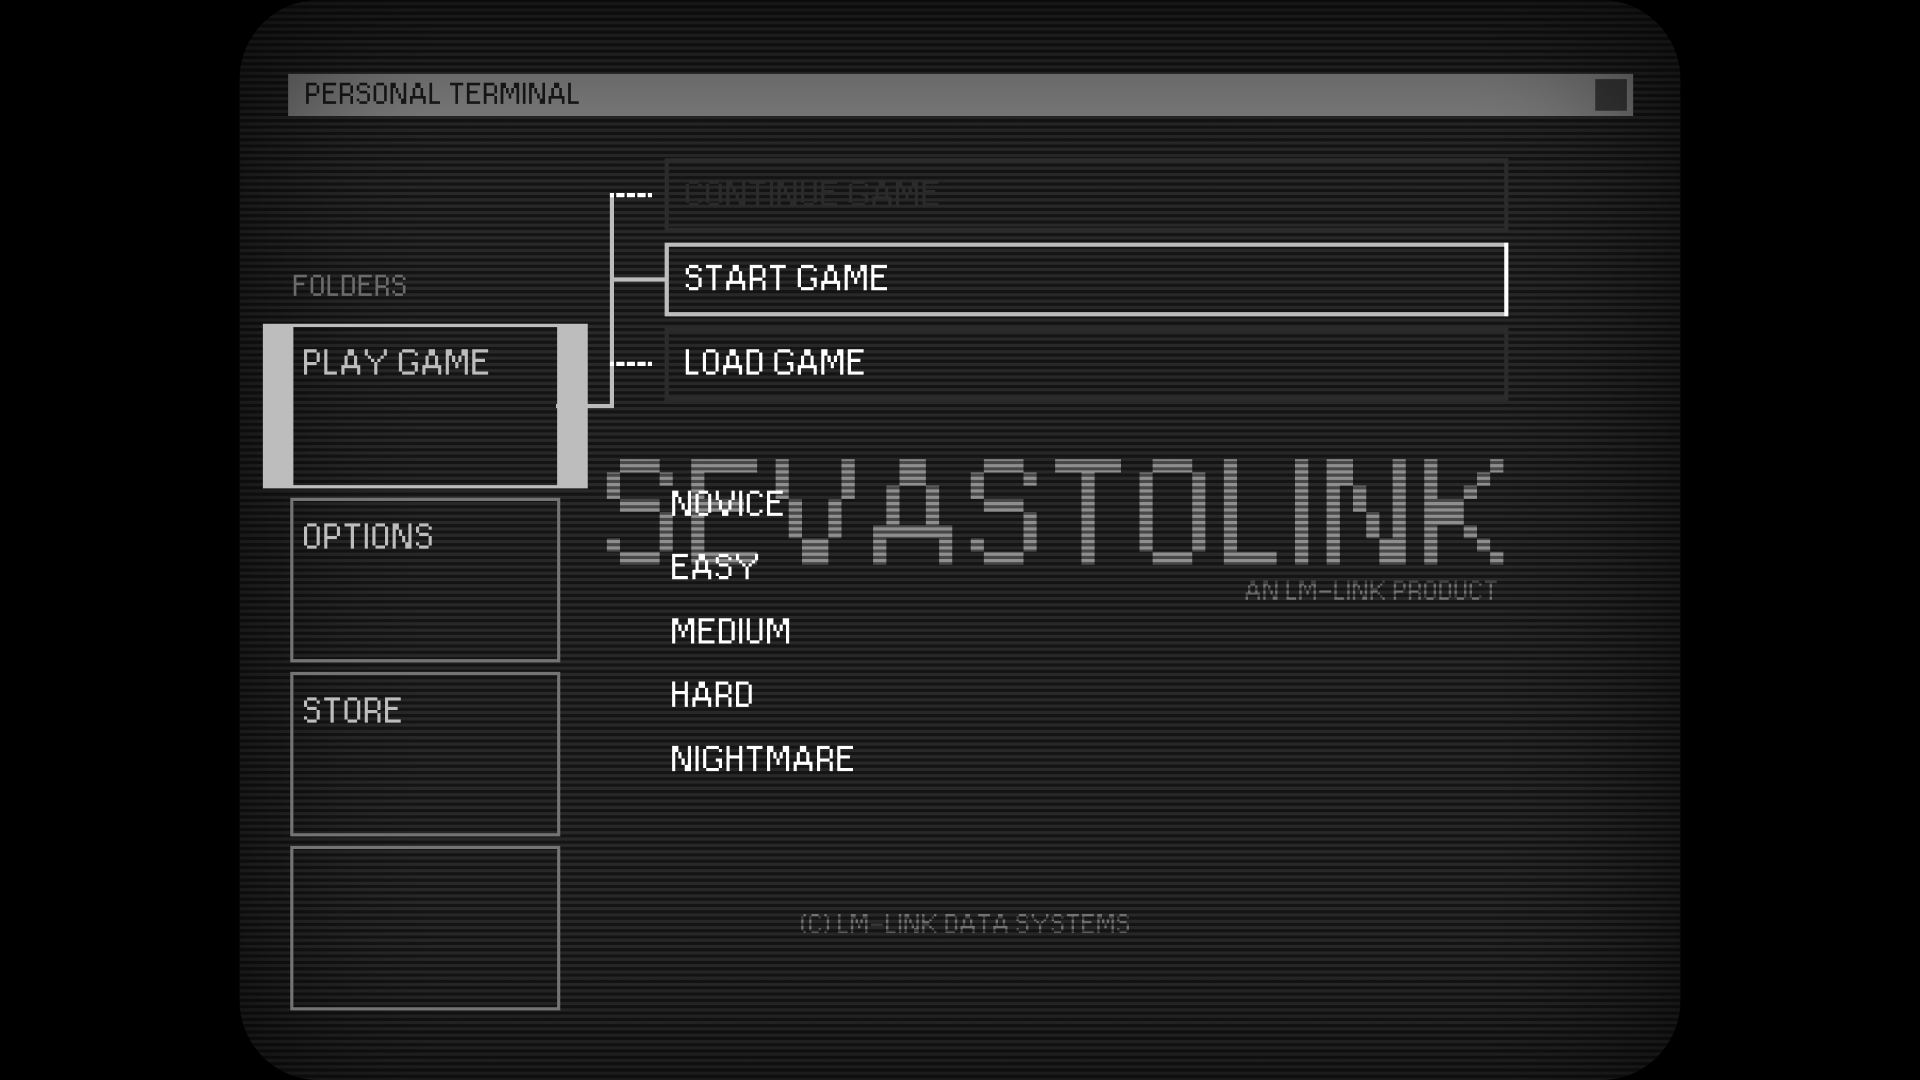 PERSONAL TERMINAL
CONTINUE GAME
START GAME
FOLDERS
PLAY GAME
LOAD GAME
SEVASTOLINK
NOVICE
OPTIONS
EASY
AN LM-LINK PRODUCT
MEDIUM
HARD
STORE
NIGHTMARE
(C) LM-LINK DATA SYSTEMS